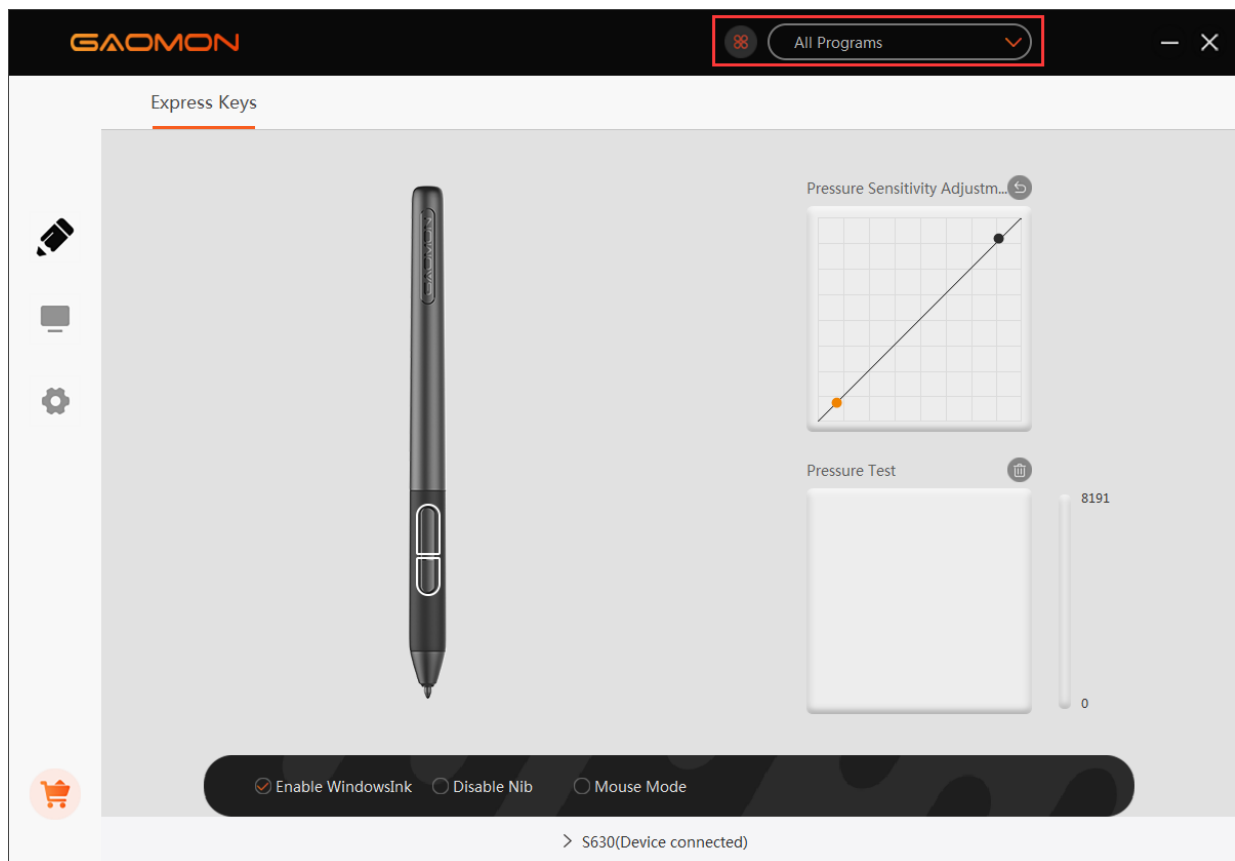 GAOMON
All Programs
Express Keys
GAOMON
Pressure Sensitivity Adjustm...
Pressure Test
8191
0
Enable WindowsInk
Disable Nib
Mouse Mode
S630(Device connected)